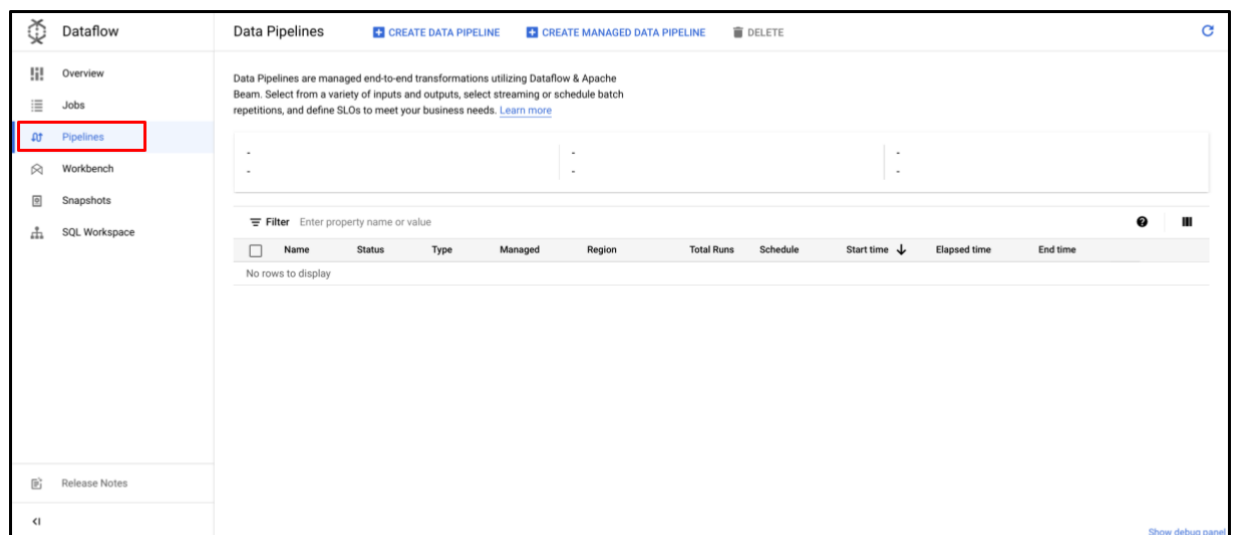 Dataflow
Overview
Jobs
Pipelines
Workbench
Snapshots
SQL Workspace
Release Notes
Data Pipelines CREATE DATA PIPELINE CREATE MANAGED DATA PIPELINE DELETE
Data Pipelines are managed end-to-end transformations utilizing Dataflow & Apache
Beam. Select from a variety of inputs and outputs, select streaming or schedule batch
repetitions, and define SLOs to meet your business needs. Learn more
- - -
- - -
Filter Enter property name or value
Name Status Type Managed Region Total Runs Schedule Start time Elapsed time End time
No rows to display
Show debug panel